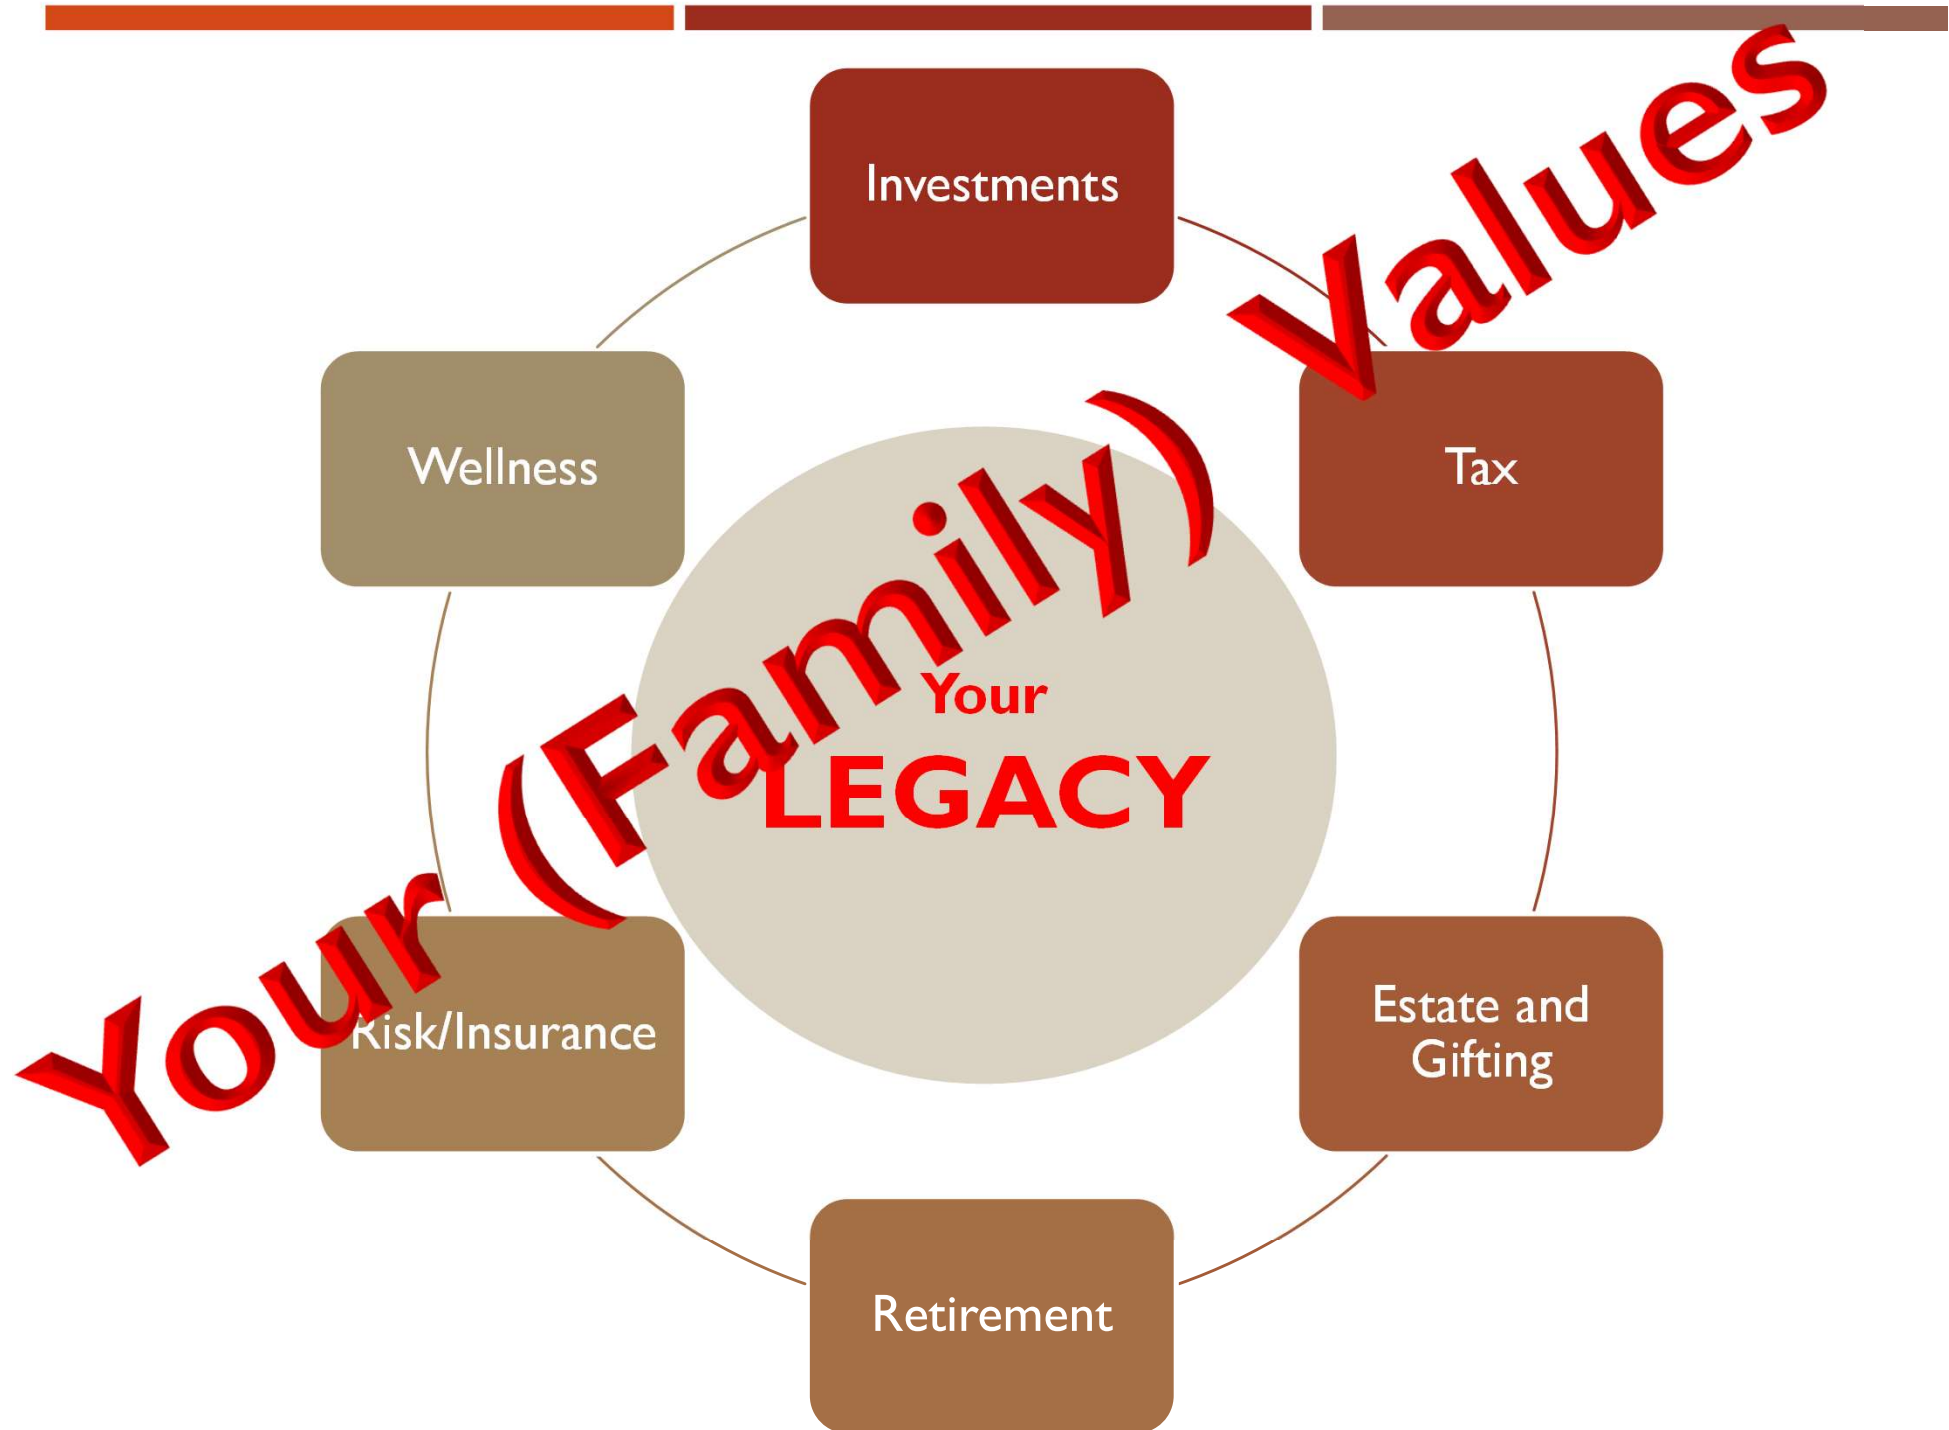 Investments
Wellness
Tax
Your
LEGACY
Risk/Insurance
Estate and
Gifting
Retirement
Your (Family) Values